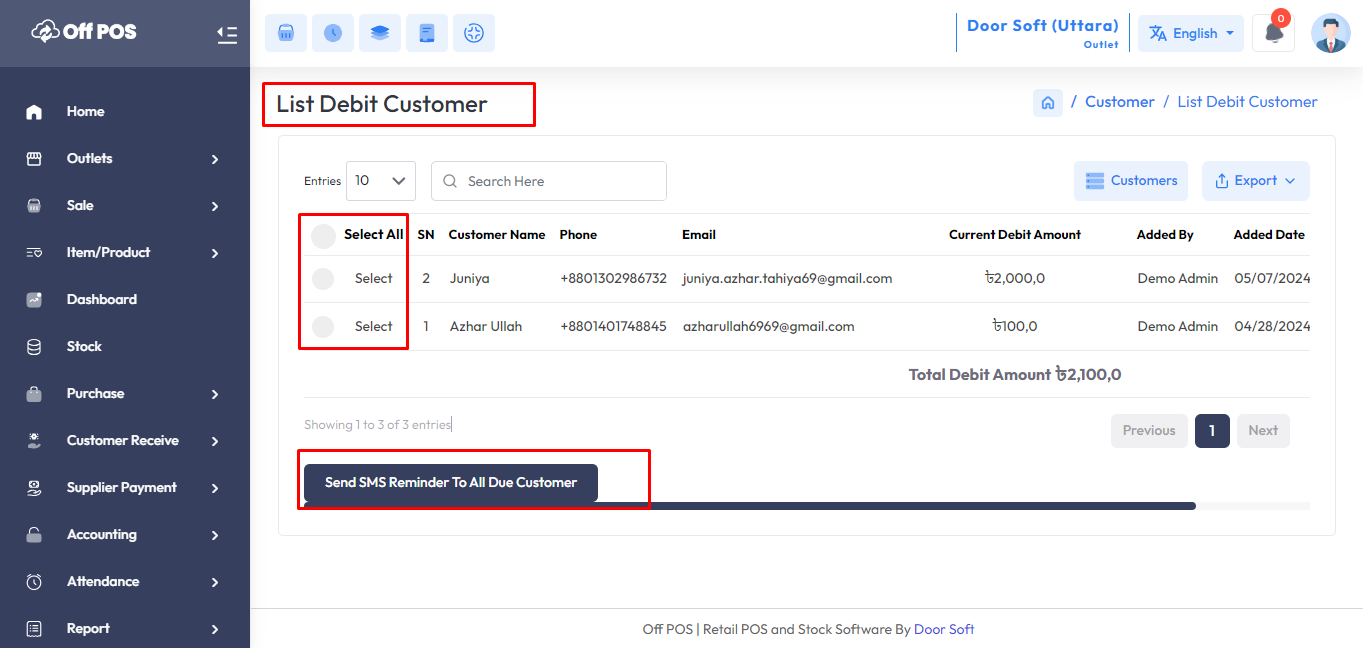 Off POS
Door Soft (Uttara)
Outlet
English
0
Home
Outlets
Sale
Item/Product
Dashboard
Stock
Purchase
Customer Receive
Supplier Payment
Accounting
Attendance
Report
List Debit Customer
/ Customer / List Debit Customer
Entries 10 Search Here Customers Export
Select All SN Customer Name Phone Email Current Debit Amount Added By Added Date
Select 2 Juniya +8801302986732 juniya.azhar.tahiya69@gmail.com ৳2,000,0 Demo Admin 05/07/2024
Select 1 Azhar Ullah +8801401748845 azharullah6969@gmail.com ৳100,0 Demo Admin 04/28/2024
Total Debit Amount ৳2,100,0
Showing 1 to 3 of 3 entries
Previous 1 Next
Send SMS Reminder To All Due Customer
Off POS | Retail POS and Stock Software By Door Soft